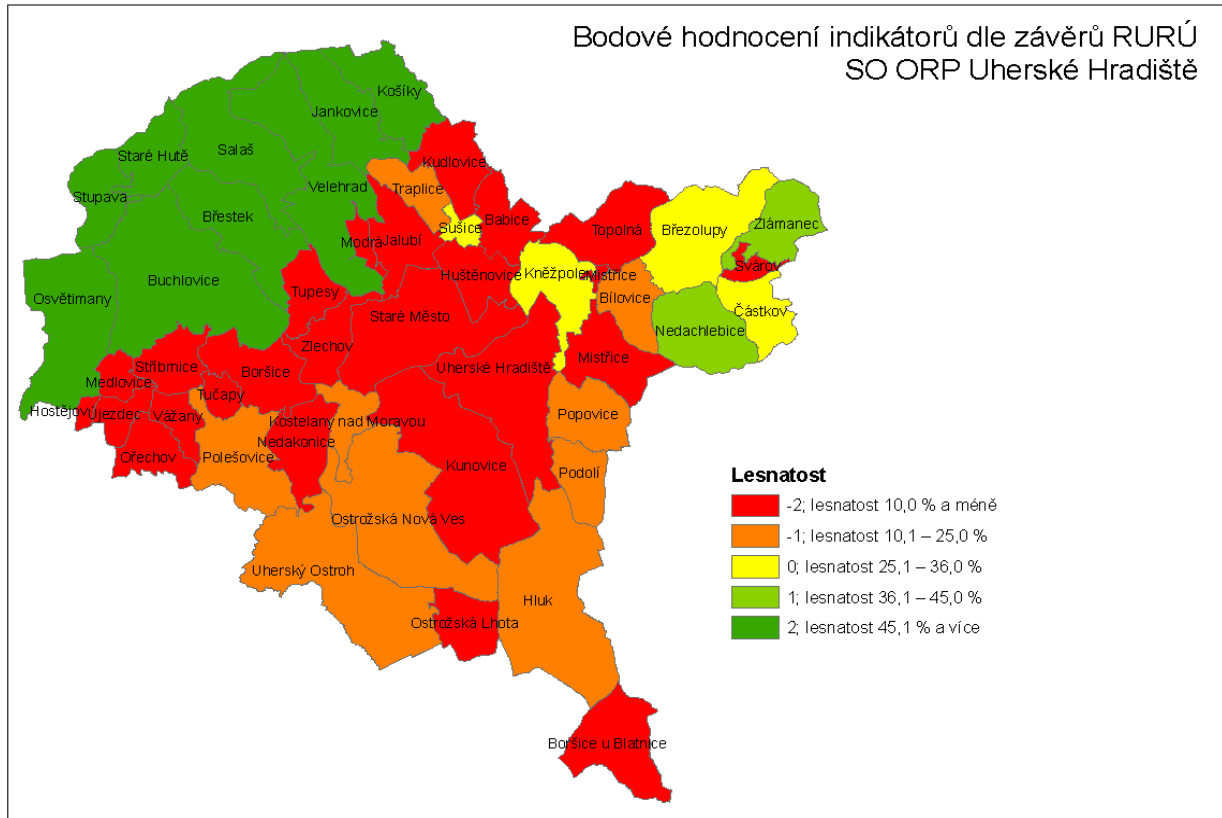 Bodové hodnocení indikátorů dle závěrů RURÚ
SO ORP Uherské Hradiště
Košíky
Jankovice
Salaš
Staré Hutě
Kudlovice
Stupava
Velehrad
Traplice
Břestek
Sušice
Babice
Topolná
Březolupy
Zlámanec
Modrá
Jalubí
Svárov
Osvětimany
Buchlovice
Huštěnovice
Kněžpole
Mistřice
Tupesy
Bílovice
Částkov
Staré Město
Nedachlebice
Zlechov
Uherské Hradiště
Mistřice
Stříbrnice
Boršice
Medlovice
Tučapy
Hostějov
Újezdec
Vážany
Kostelany nad Moravou
Popovice
Nedakonice
Polešovice
Ořechov
Kunovice
Podolí
Ostrožská Nová Ves
Uherský Ostroh
Hluk
Ostrožská Lhota
Boršice u Blatnice
Lesnatost
-2; lesnatost 10,0 % a méně
-1; lesnatost 10,1 – 25,0 %
0; lesnatost 25,1 – 36,0 %
1; lesnatost 36,1 – 45,0 %
2; lesnatost 45,1 % a více